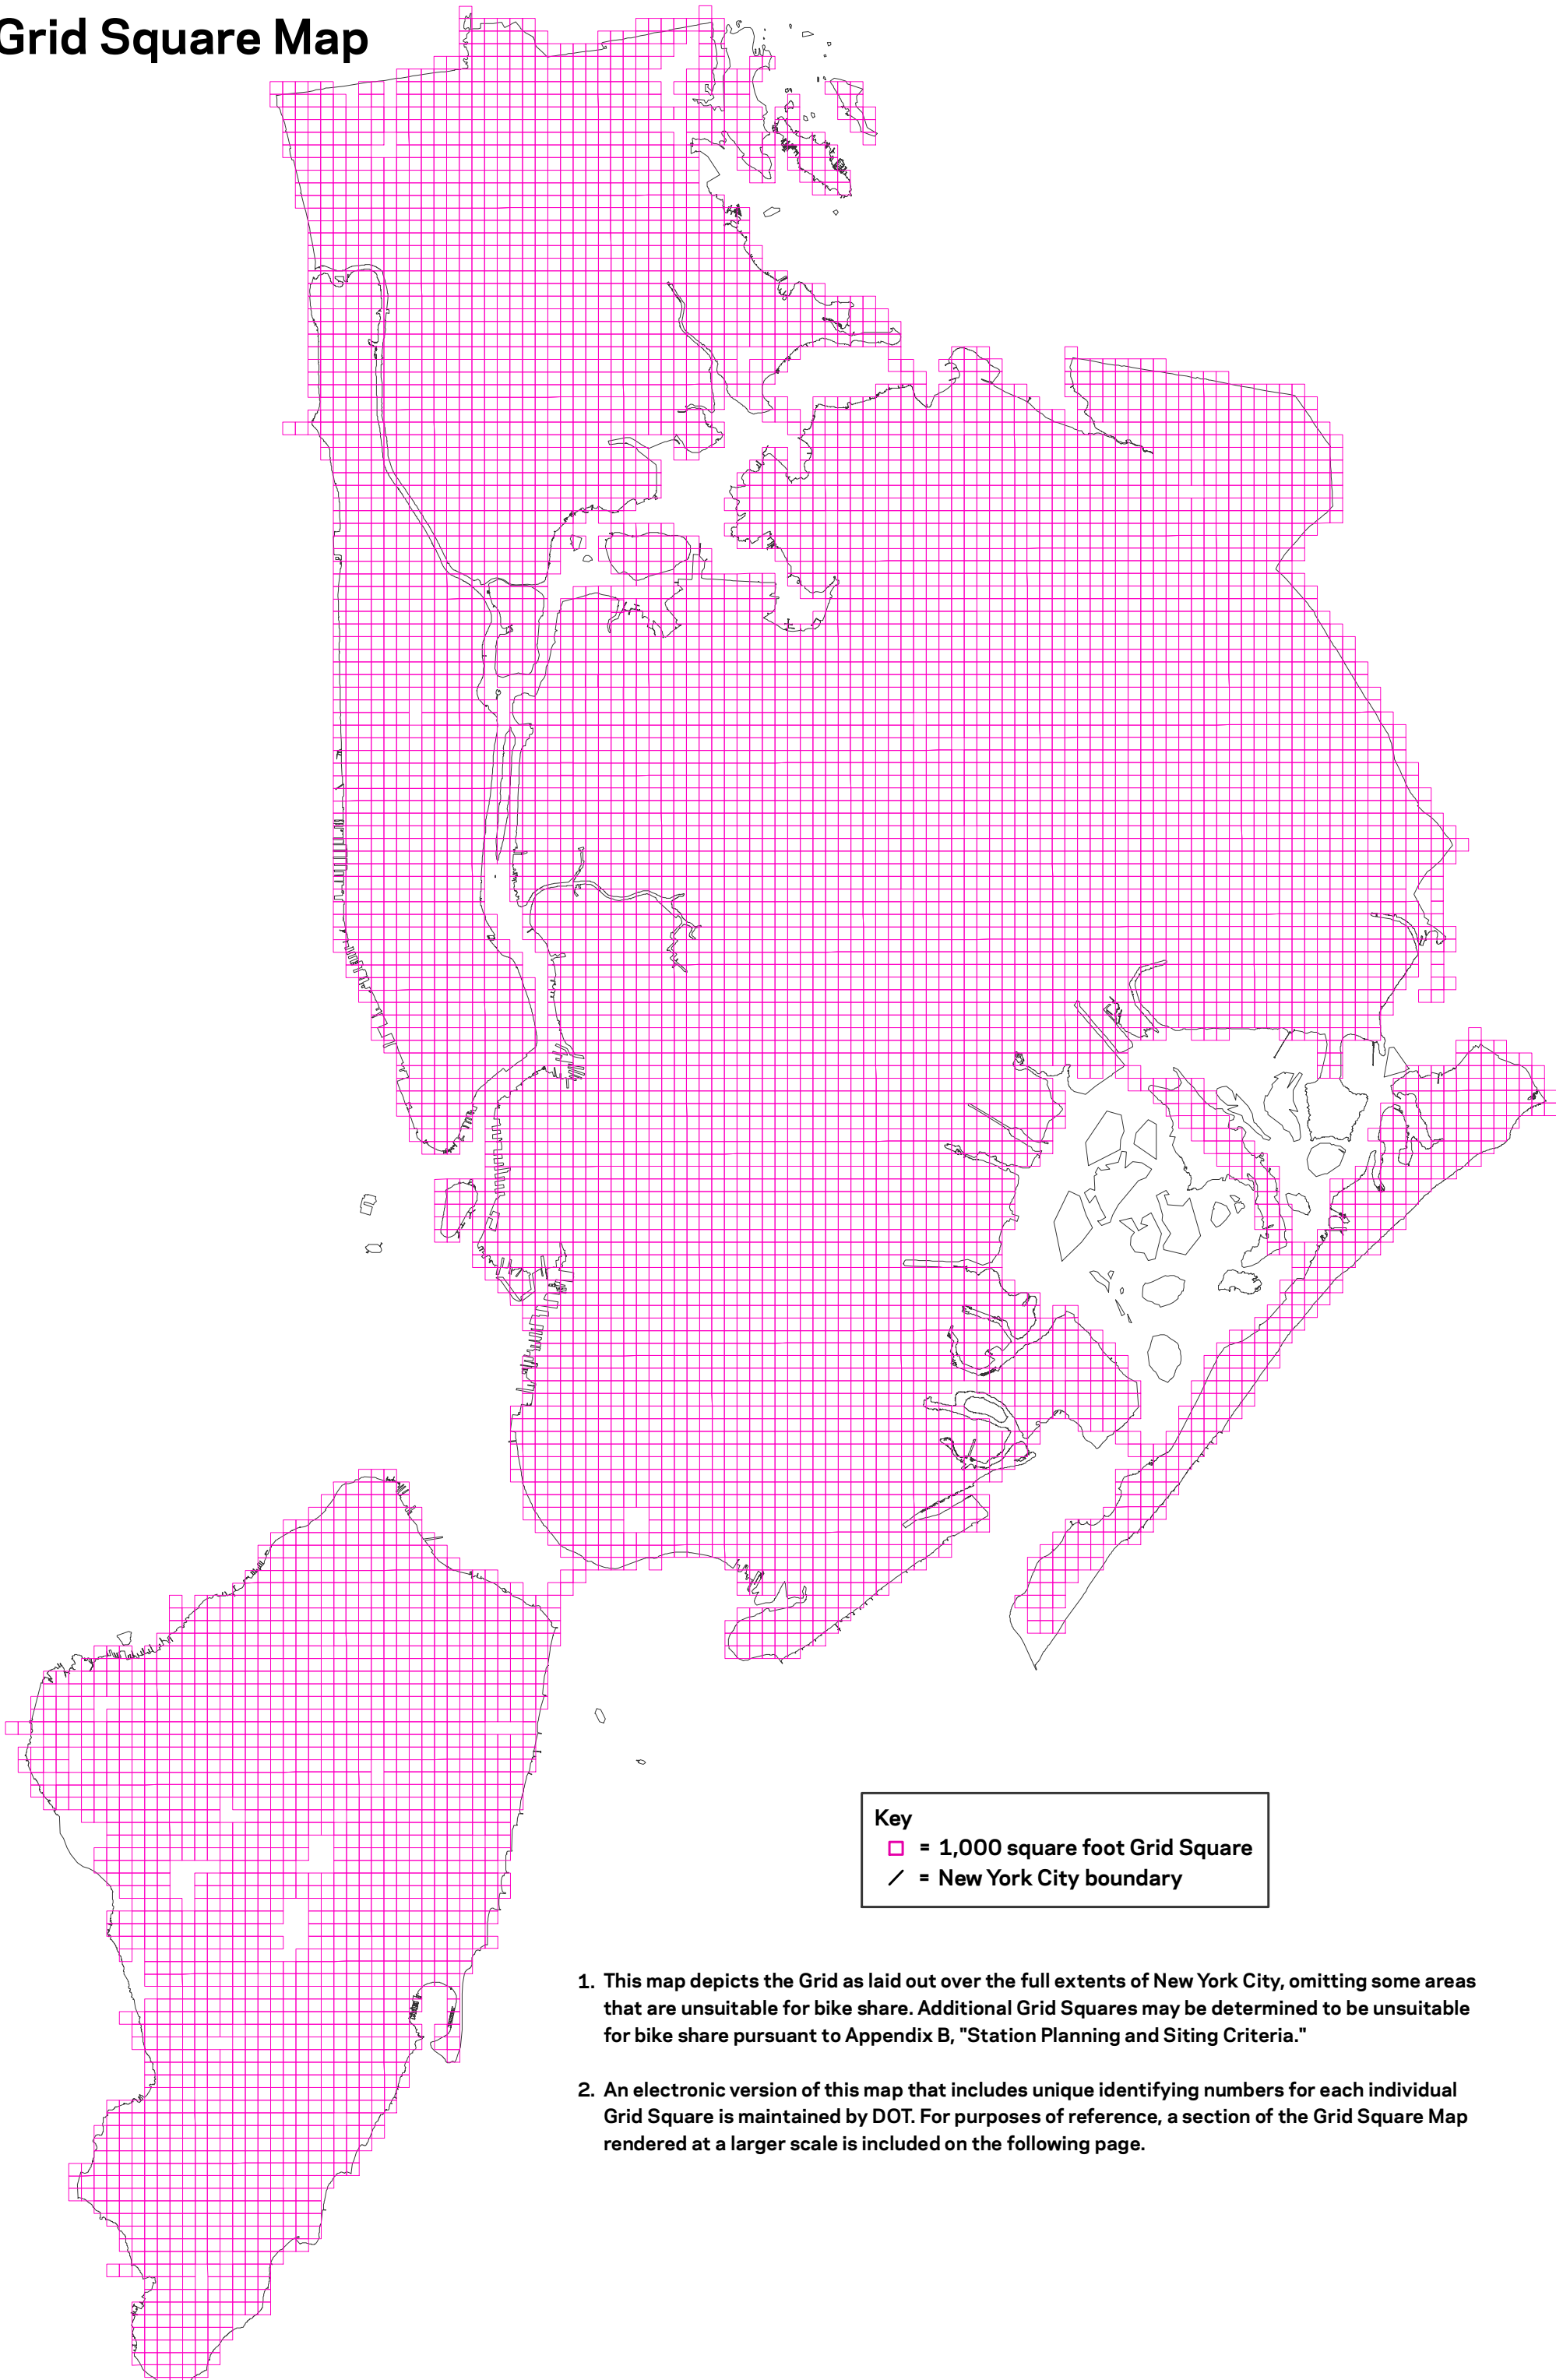 Grid Square Map
Key
= 1,000 square foot Grid Square
= New York City boundary
1. This map depicts the Grid as laid out over the full extents of New York City, omitting some areas
that are unsuitable for bike share. Additional Grid Squares may be determined to be unsuitable
for bike share pursuant to Appendix B, "Station Planning and Siting Criteria."
2. An electronic version of this map that includes unique identifying numbers for each individual
Grid Square is maintained by DOT. For purposes of reference, a section of the Grid Square Map
rendered at a larger scale is included on the following page.